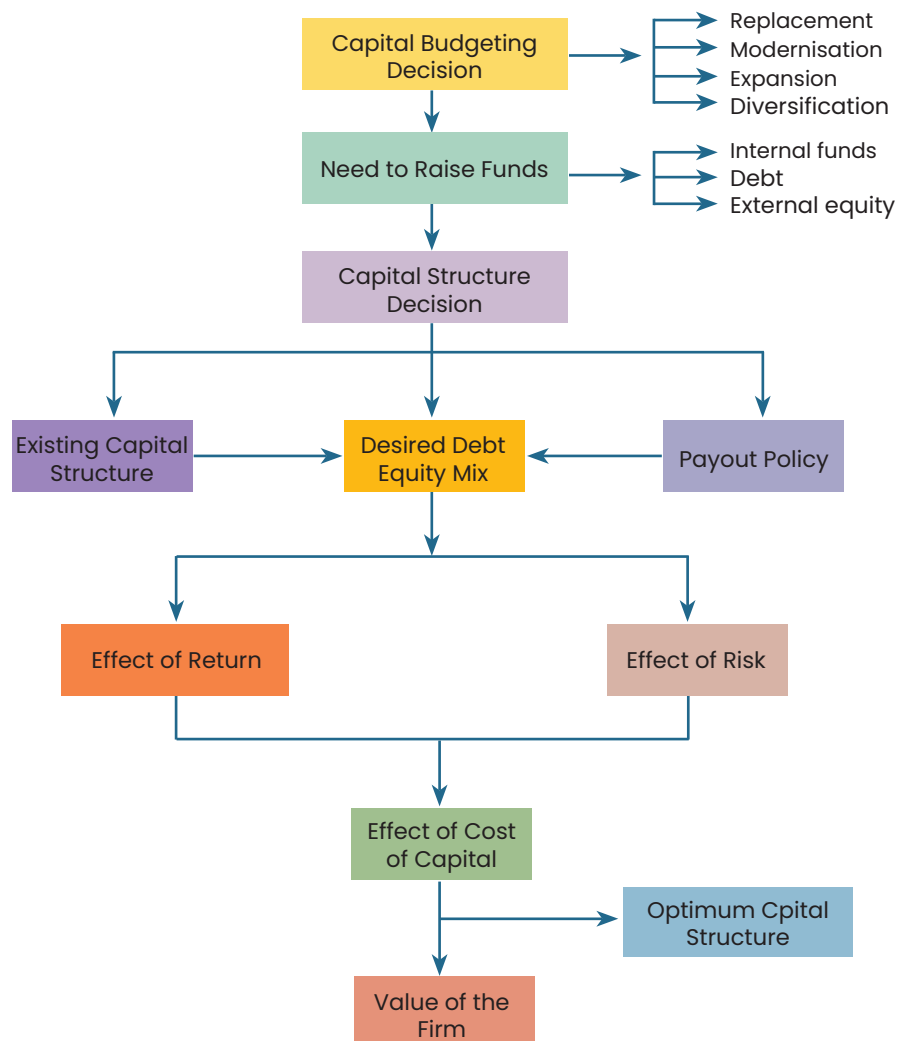 Capital Budgeting
Decision
Replacement
Modernisation
Expansion
Diversification
Need to Raise Funds
Internal funds
Debt
External equity
Capital Structure
Decision
Existing Capital
Structure
Desired Debt
Equity Mix
Payout Policy
Effect of Return
Effect of Risk
Effect of Cost
of Capital
Optimum Cpital
Structure
Value of the
Firm